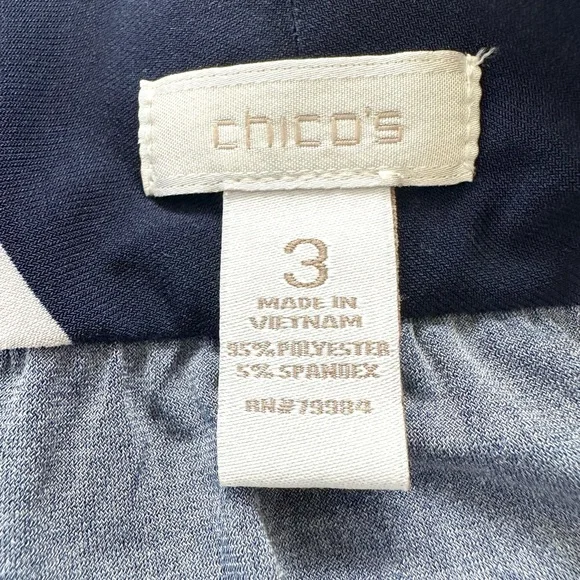 chico's
3
MADE IN
VIETNAM
95% POLYESTER
5% SPANDEX
RN#79984